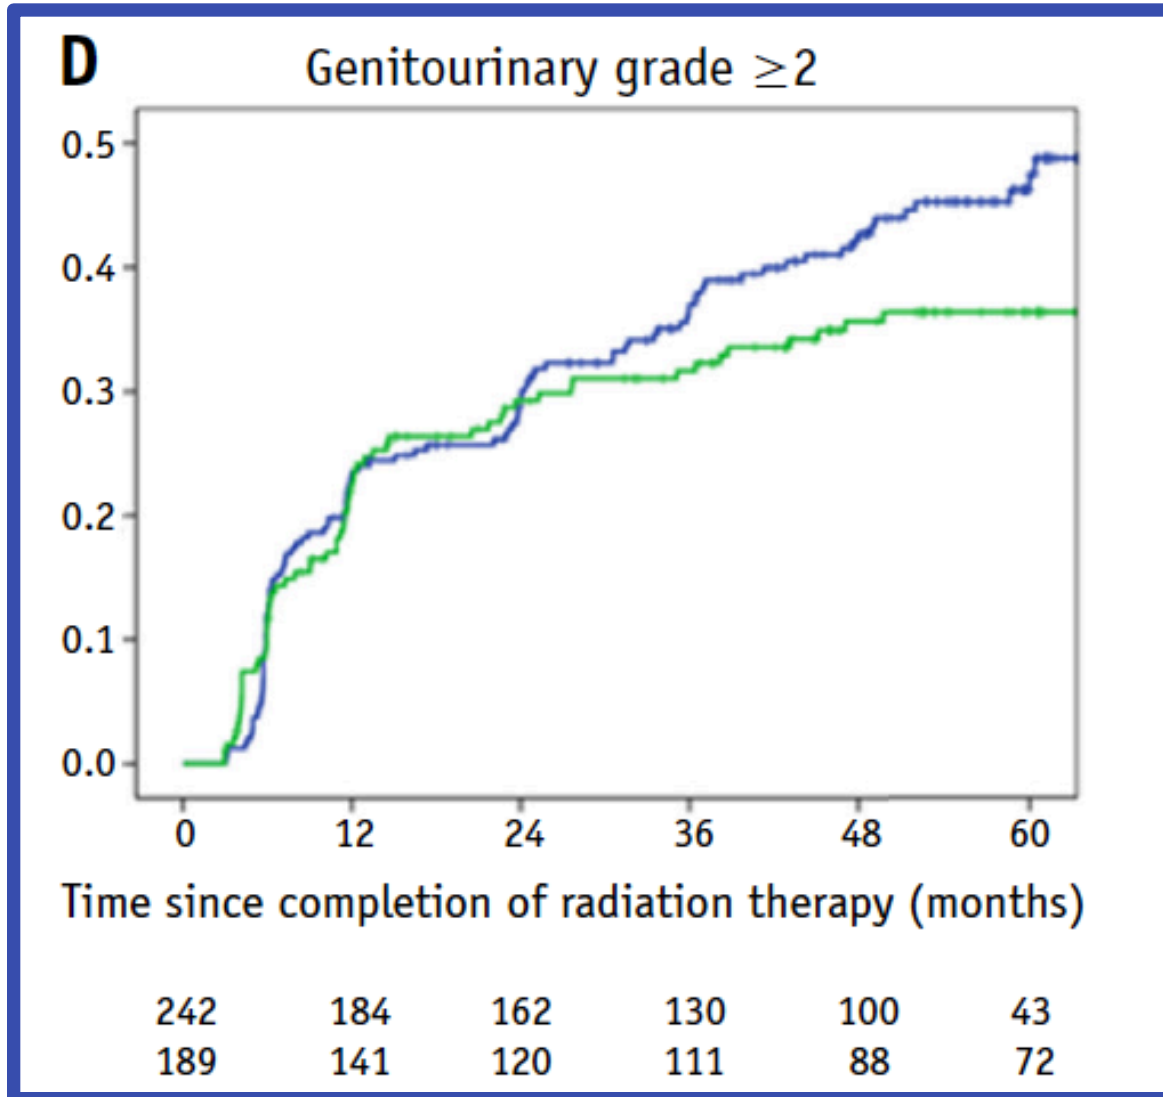 D
Genitourinary grade ≥2
0.5
0.4
0.3
0.2
0.1
0.0
0 12 24 36 48 60
Time since completion of radiation therapy (months)
242 184 162 130 100 43
189 141 120 111 88 72